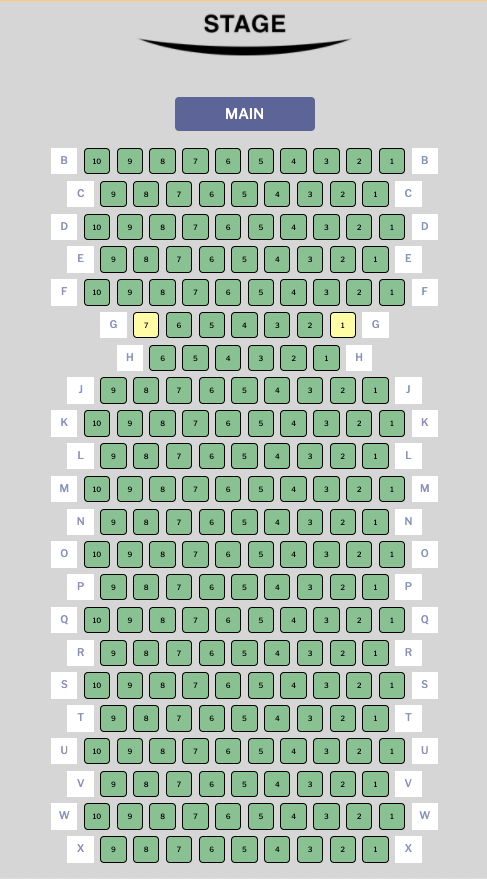 STAGE
MAIN
B 10 9 8 7 6 5 4 3 2 1 B
C 9 8 7 6 5 4 3 2 1 C
D 10 9 8 7 6 5 4 3 2 1 D
E 9 8 7 6 5 4 3 2 1 E
F 10 9 8 7 6 5 4 3 2 1 F
G 7 6 5 4 3 2 1 G
H 6 5 4 3 2 1 H
J 9 8 7 6 5 4 3 2 1 J
K 10 9 8 7 6 5 4 3 2 1 K
L 9 8 7 6 5 4 3 2 1 L
M 10 9 8 7 6 5 4 3 2 1 M
N 9 8 7 6 5 4 3 2 1 N
O 10 9 8 7 6 5 4 3 2 1 O
P 9 8 7 6 5 4 3 2 1 P
Q 10 9 8 7 6 5 4 3 2 1 Q
R 9 8 7 6 5 4 3 2 1 R
S 10 9 8 7 6 5 4 3 2 1 S
T 9 8 7 6 5 4 3 2 1 T
U 10 9 8 7 6 5 4 3 2 1 U
V 9 8 7 6 5 4 3 2 1 V
W 10 9 8 7 6 5 4 3 2 1 W
X 9 8 7 6 5 4 3 2 1 X